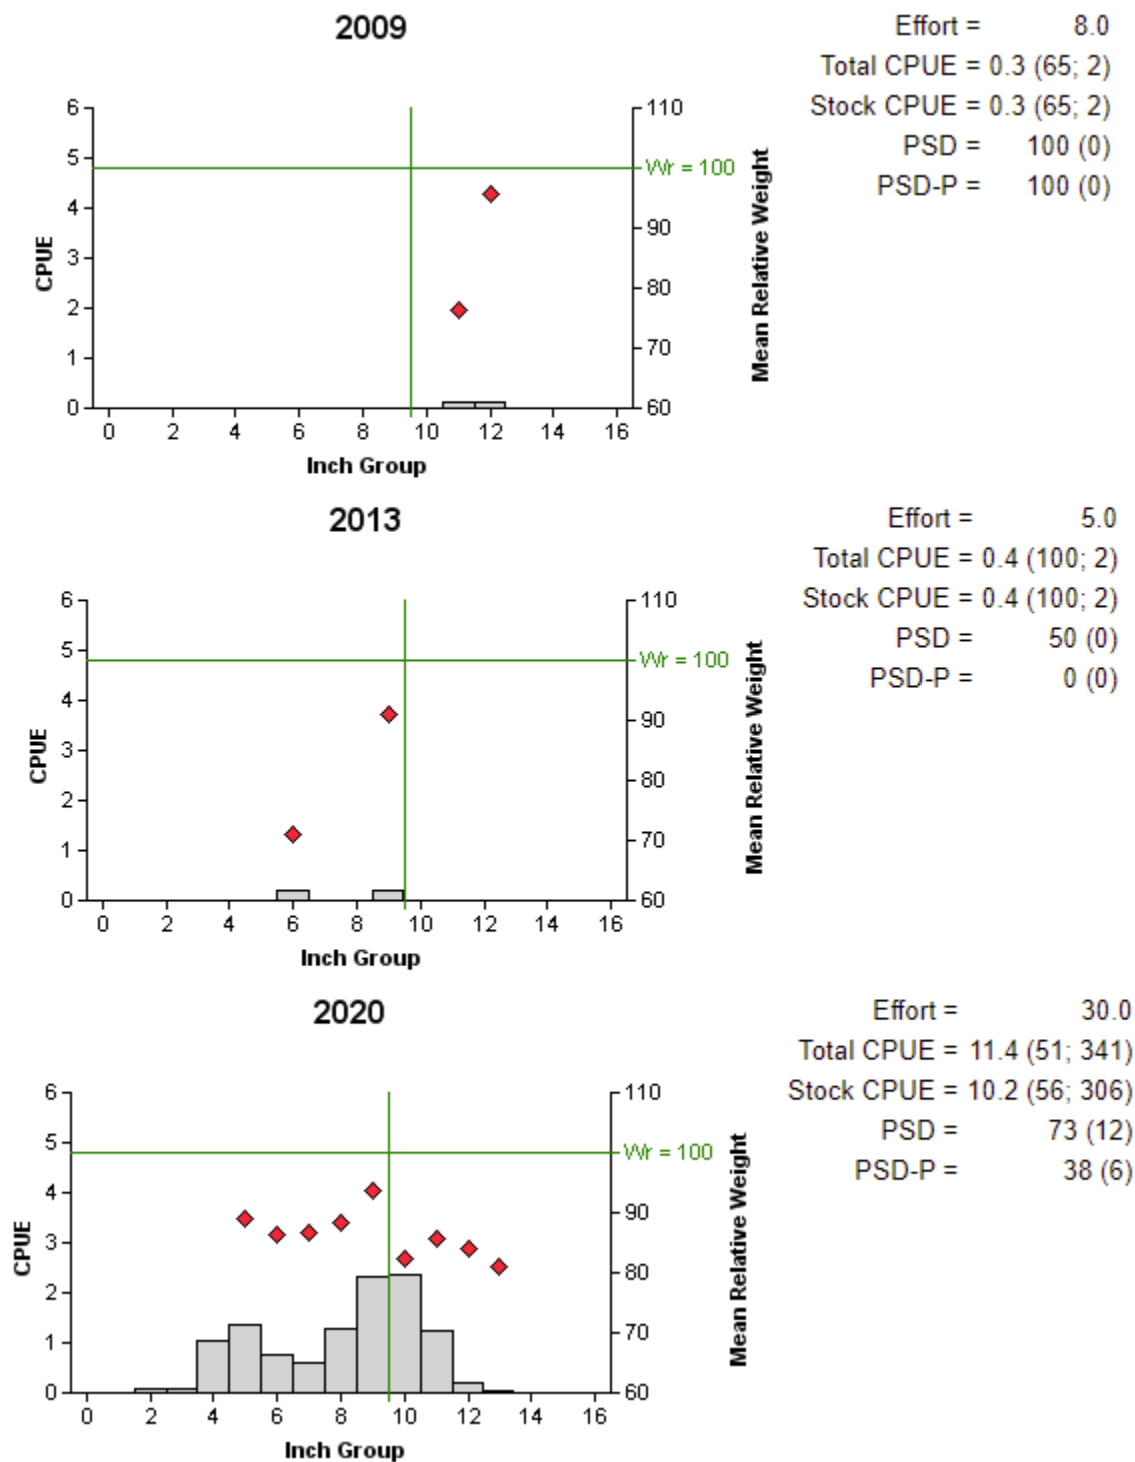 2009
Effort = 8.0
Total CPUE = 0.3 (65; 2)
Stock CPUE = 0.3 (65; 2)
PSD = 100 (0)
PSD-P = 100 (0)
6
5
4
3
2
1
0
CPUE
110
Wr = 100
90
80
70
60
Mean Relative Weight
0 2 4 6 8 10 12 14 16
Inch Group
2013
Effort = 5.0
Total CPUE = 0.4 (100; 2)
Stock CPUE = 0.4 (100; 2)
PSD = 50 (0)
PSD-P = 0 (0)
6
5
4
3
2
1
0
CPUE
110
Wr = 100
90
80
70
60
Mean Relative Weight
0 2 4 6 8 10 12 14 16
Inch Group
2020
Effort = 30.0
Total CPUE = 11.4 (51; 341)
Stock CPUE = 10.2 (56; 306)
PSD = 73 (12)
PSD-P = 38 (6)
6
5
4
3
2
1
0
CPUE
110
Wr = 100
90
80
70
60
Mean Relative Weight
0 2 4 6 8 10 12 14 16
Inch Group